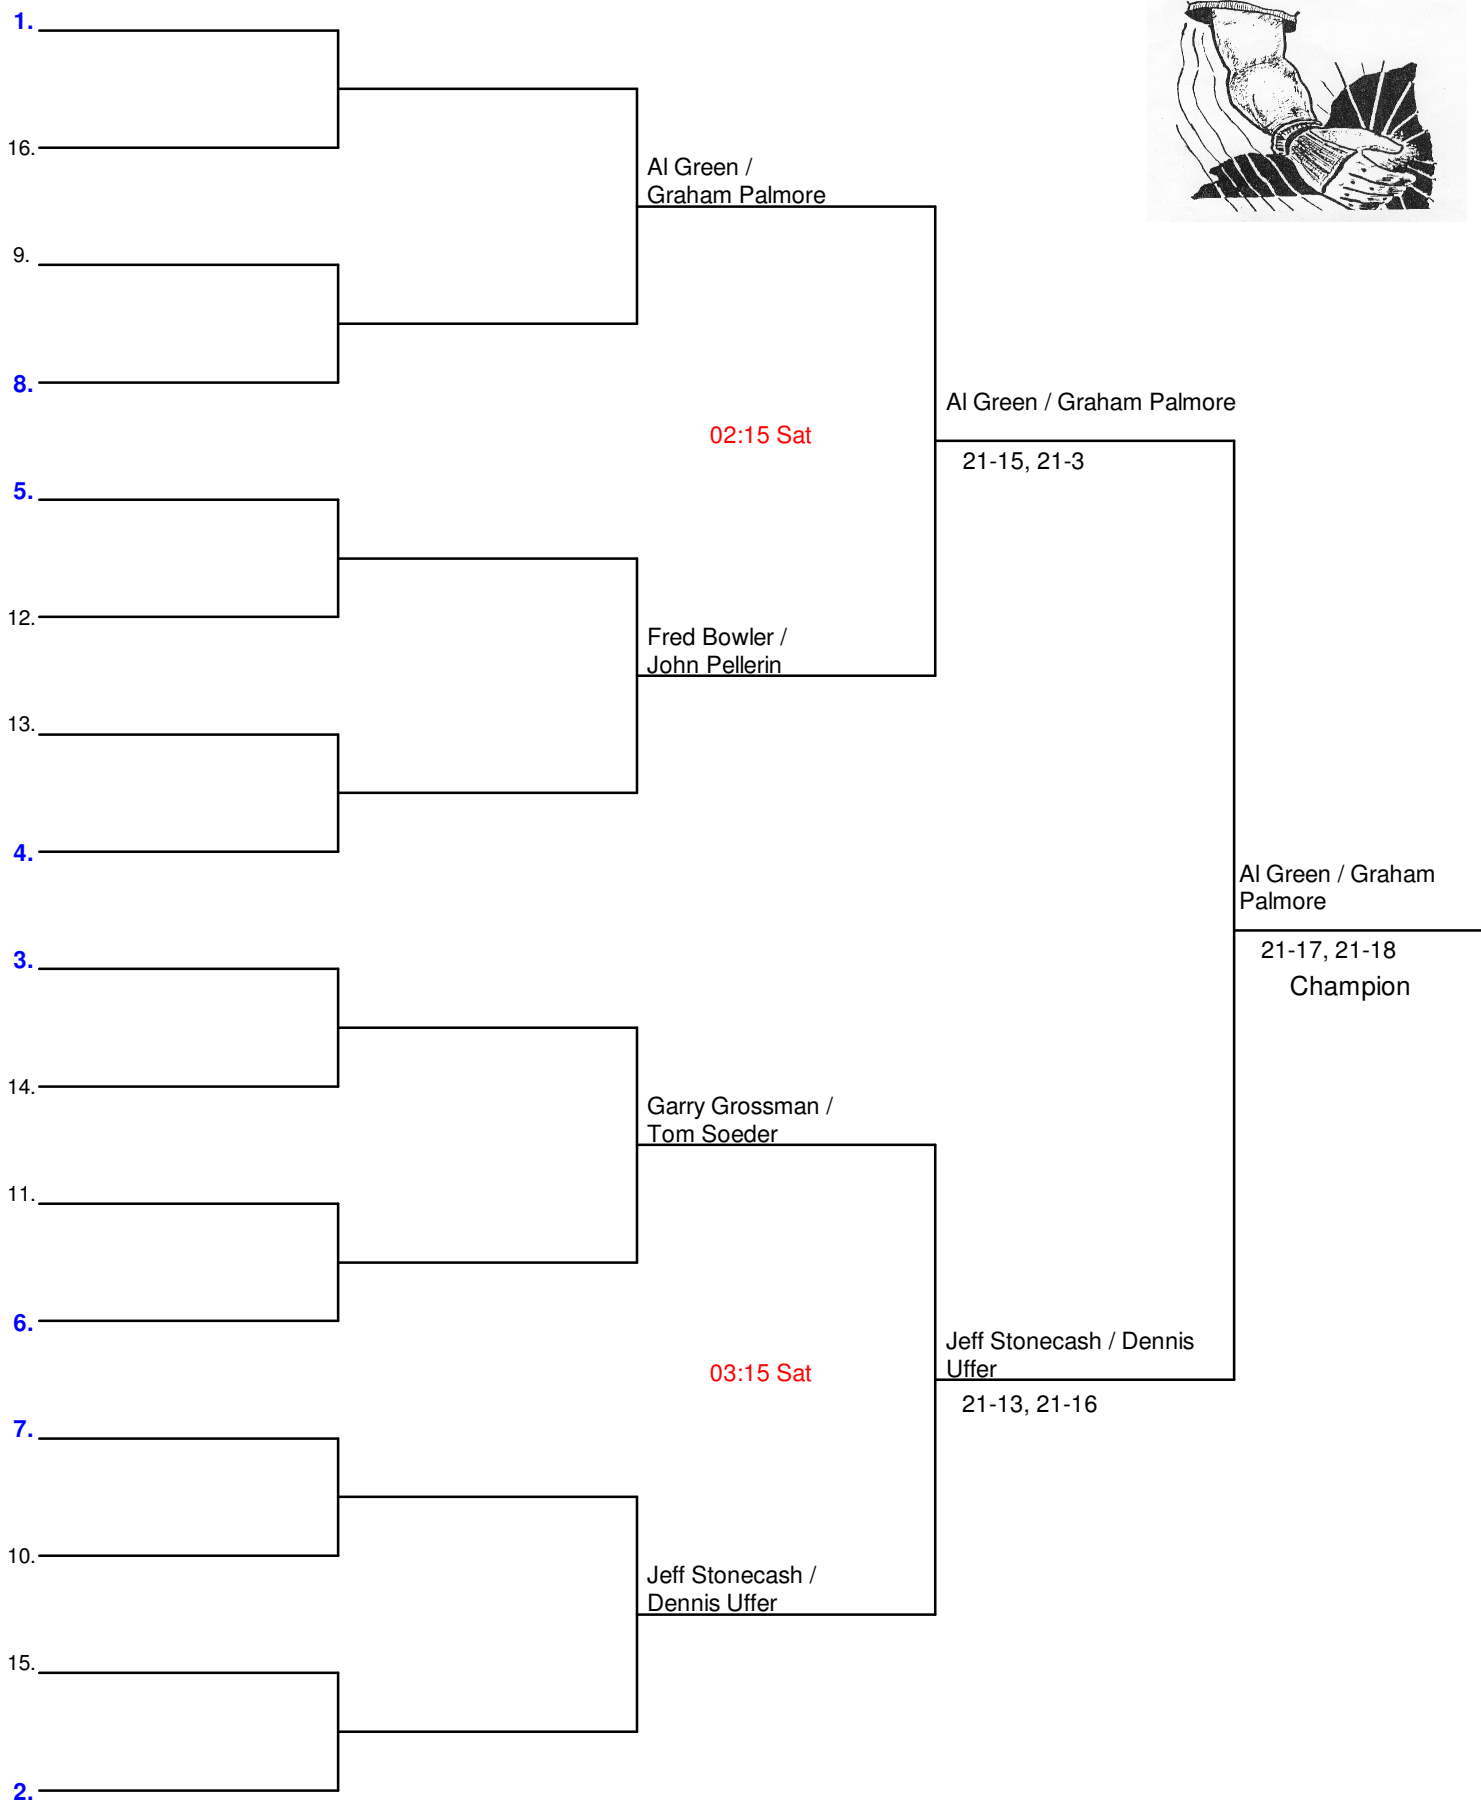 1.
16.
Al Green /
Graham Palmore
9.
8.
Al Green / Graham Palmore
02:15 Sat
21-15, 21-3
5.
12.
Fred Bowler /
John Pellerin
13.
4.
Al Green / Graham
Palmore
3.
21-17, 21-18
Champion
14.
Garry Grossman /
Tom Soeder
11.
6.
Jeff Stonecash / Dennis
Uffer
03:15 Sat
21-13, 21-16
7.
10.
Jeff Stonecash /
Dennis Uffer
15.
2.